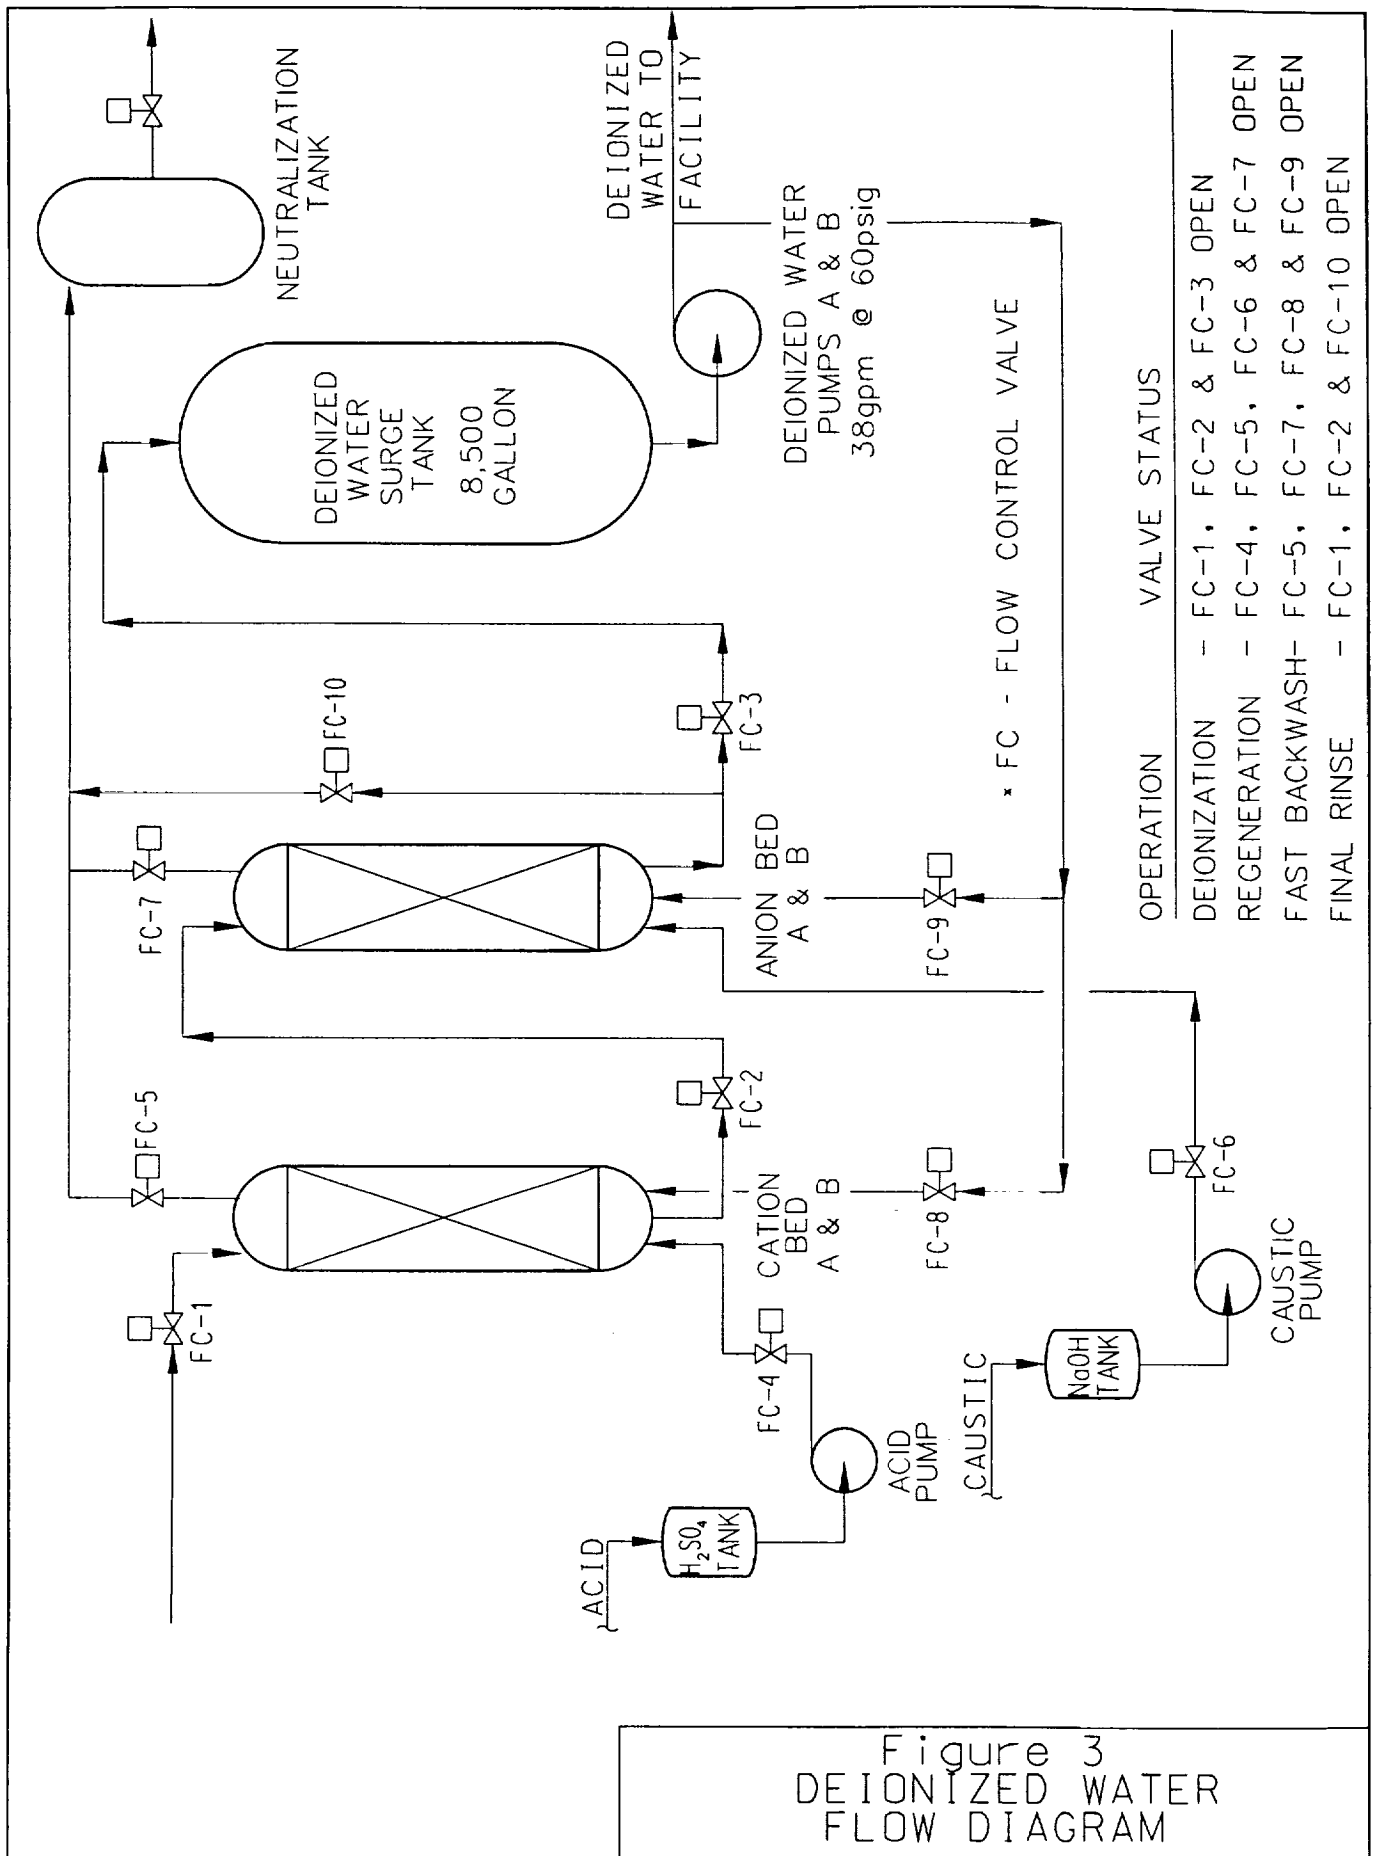 NEUTRALIZATION
TANK
DEIONIZED
WATER TO
FACILITY
DEIONIZED
WATER
SURGE
TANK
8,500
GALLON
DEIONIZED WATER
PUMPS A & B
38gpm @ 60psig
FC-10
FC-3
FC-7
ANION BED
A & B
FC-9
FC-5
FC-2
CATION
BED
A & B
FC-8
FC-6
FC-1
FC-4
ACID
H₂SO₄
TANK
ACID
PUMP
CAUSTIC
NaOH
TANK
CAUSTIC
PUMP
* FC - FLOW CONTROL VALVE
OPERATION VALVE STATUS
DEIONIZATION - FC-1, FC-2 & FC-3 OPEN
REGENERATION - FC-4, FC-5, FC-6 & FC-7 OPEN
FAST BACKWASH- FC-5, FC-7, FC-8 & FC-9 OPEN
FINAL RINSE - FC-1, FC-2 & FC-10 OPEN
Figure 3
DEIONIZED WATER
FLOW DIAGRAM